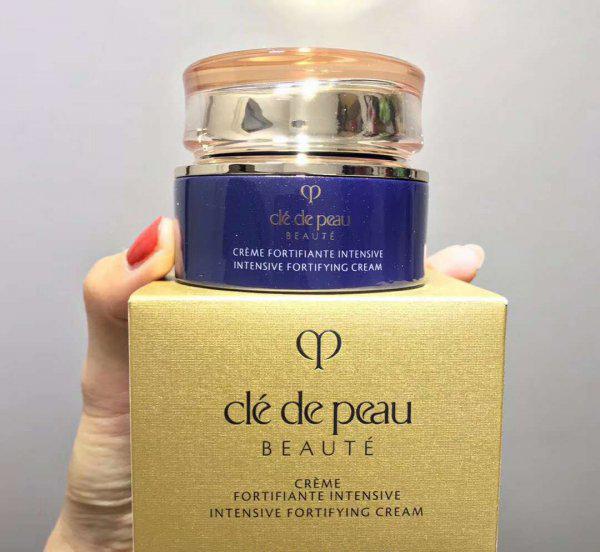 clé de peau
BEAUTÉ
CRÈME FORTIFIANTE INTENSIVE
INTENSIVE FORTIFYING CREAM
clé de peau
BEAUTÉ
CRÈME
FORTIFIANTE INTENSIVE
INTENSIVE FORTIFYING CREAM